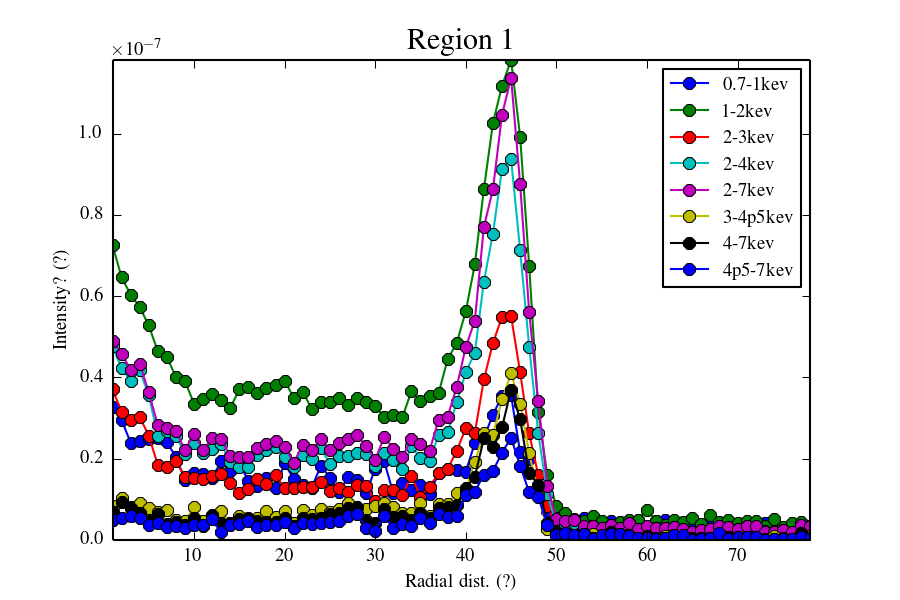 Region 1
×10⁻⁷
1.0
0.8
0.6
0.4
0.2
0.0
Intensity? (?)
10 20 30 40 50 60 70
Radial dist. (?)
0.7-1kev
1-2kev
2-3kev
2-4kev
2-7kev
3-4p5kev
4-7kev
4p5-7kev